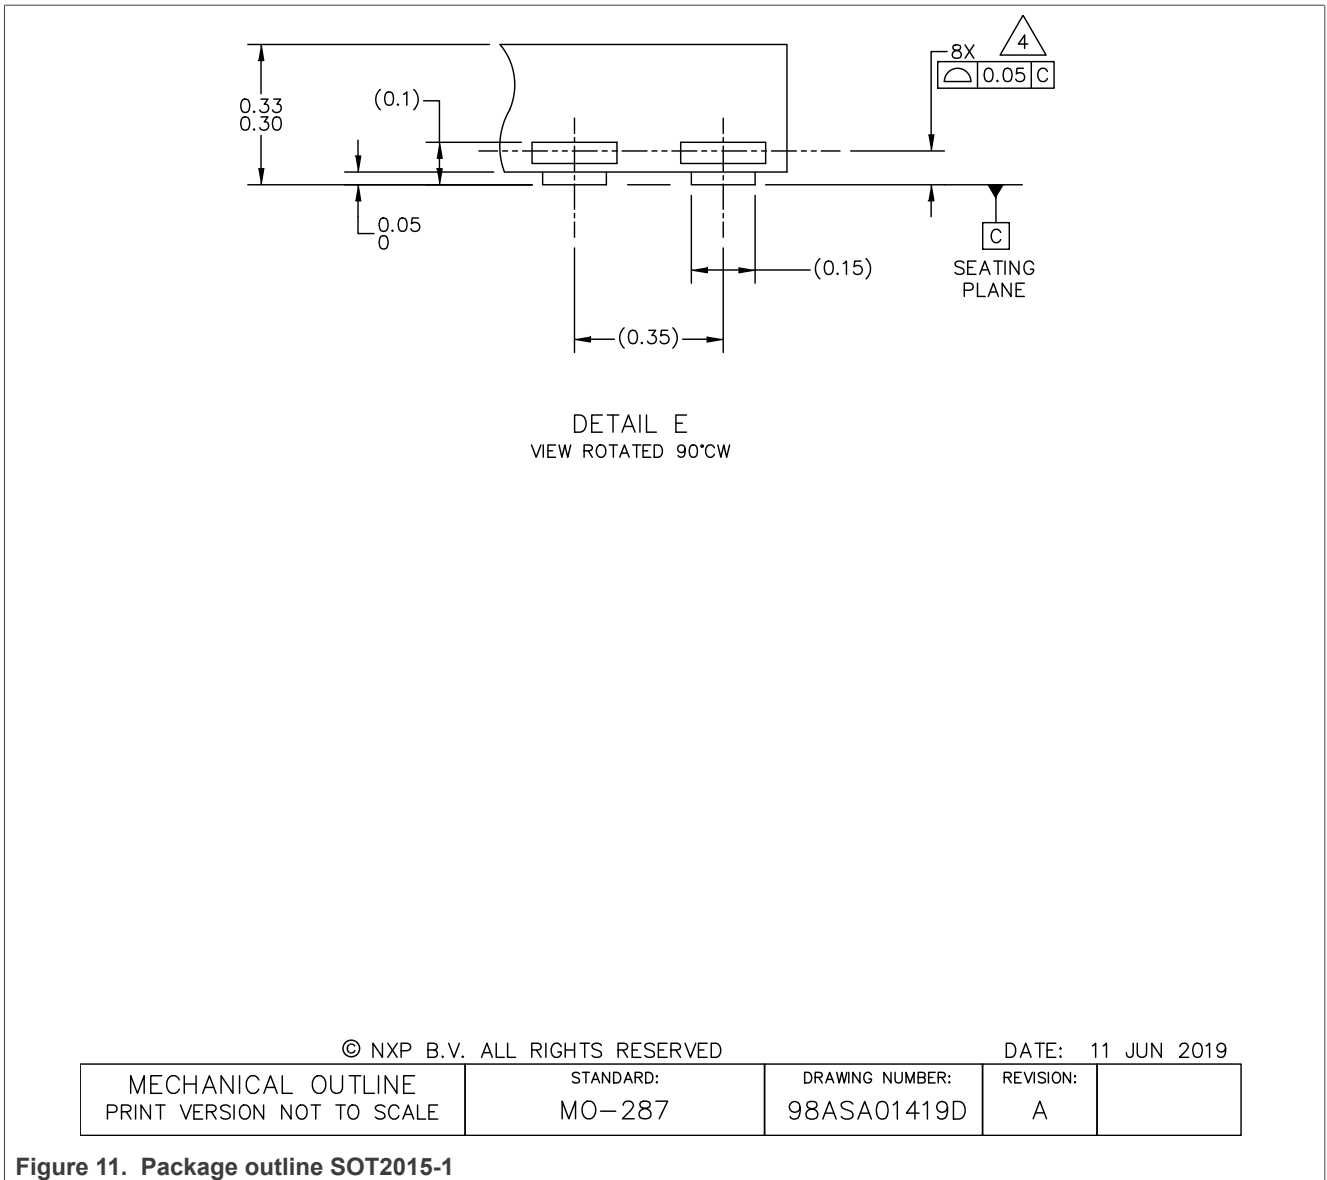 4
8X
0.05 C
0.33
0.30
(0.1)
0.05
0
C
SEATING
PLANE
(0.15)
(0.35)
DETAIL E
VIEW ROTATED 90°CW
© NXP B.V. ALL RIGHTS RESERVED
DATE: 11 JUN 2019
MECHANICAL OUTLINE
PRINT VERSION NOT TO SCALE
STANDARD:
MO-287
DRAWING NUMBER:
98ASA01419D
REVISION:
A
Figure 11. Package outline SOT2015-1